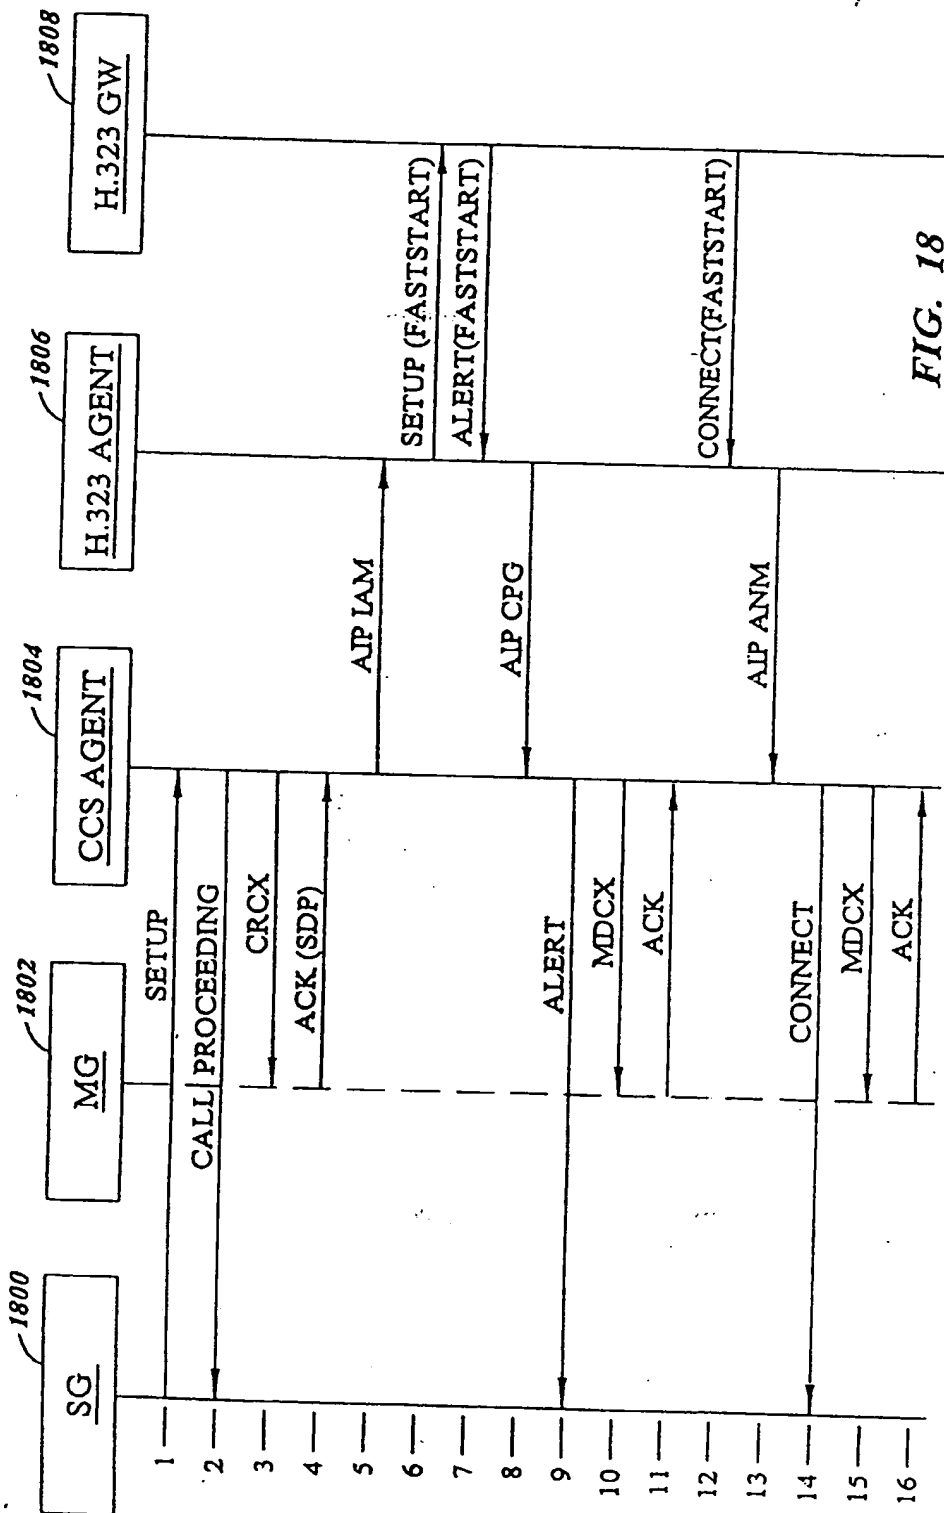 1800
SG
1802
MG
1804
CCS AGENT
1806
H.323 AGENT
1808
H.323 GW
1
SETUP
2
CALL PROCEEDING
3
CRCX
4
ACK (SDP)
5
AIP IAM
6
SETUP (FASTSTART)
7
ALERT(FASTSTART)
8
AIP CPG
9
ALERT
10
MDCX
11
ACK
12
CONNECT(FASTSTART)
13
AIP ANM
14
CONNECT
15
MDCX
16
ACK
FIG. 18